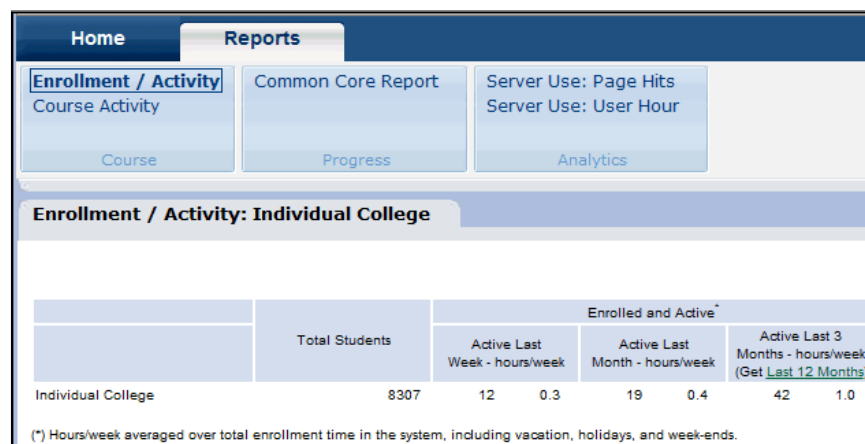 Home Reports
Enrollment / Activity Common Core Report Server Use: Page Hits
Course Activity Server Use: User Hour
Course Progress Analytics
Enrollment / Activity: Individual College
Enrolled and Active*
Total Students Active Last Week - hours/week Active Last Month - hours/week Active Last 3 Months - hours/week (Get Last 12 Months)
Individual College 8307 12 0.3 19 0.4 42 1.0
(*) Hours/week averaged over total enrollment time in the system, including vacation, holidays, and week-ends.